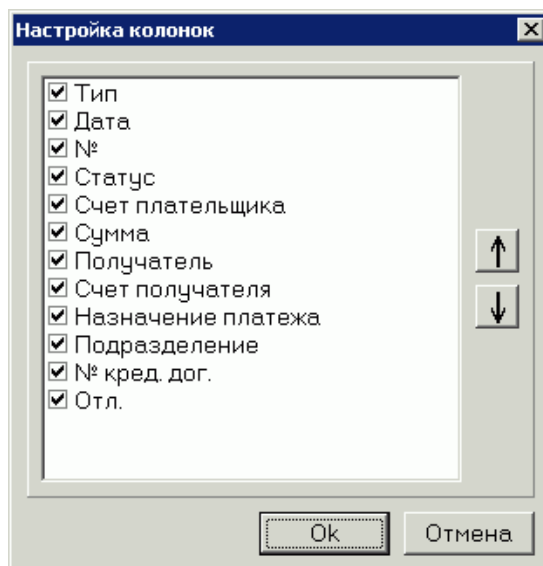 Настройка колонок
Тип
Дата
№
Статус
Счет плательщика
Сумма
Получатель
Счет получателя
Назначение платежа
Подразделение
№ кред. дог.
Отл.
Ok
Отмена